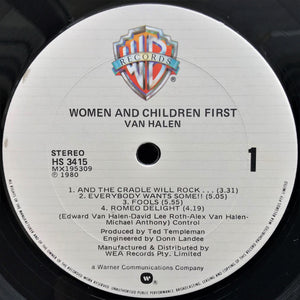 WB
RECORDS
WOMEN AND CHILDREN FIRST
VAN HALEN
STEREO
HS 3415
MX195309
℗ 1980
1
1. AND THE CRADLE WILL ROCK . . . (3.31)
2. EVERYBODY WANTS SOME!! (5.05)
3. FOOLS (5.55)
4. ROMEO DELIGHT (4.19)
(Edward Van Halen-David Lee Roth-Alex Van Halen-
Michael Anthony) Control
Produced by Ted Templeman
Engineered by Donn Landee
Manufactured & Distributed by
WEA Records Pty. Limited
a Warner Communications Company